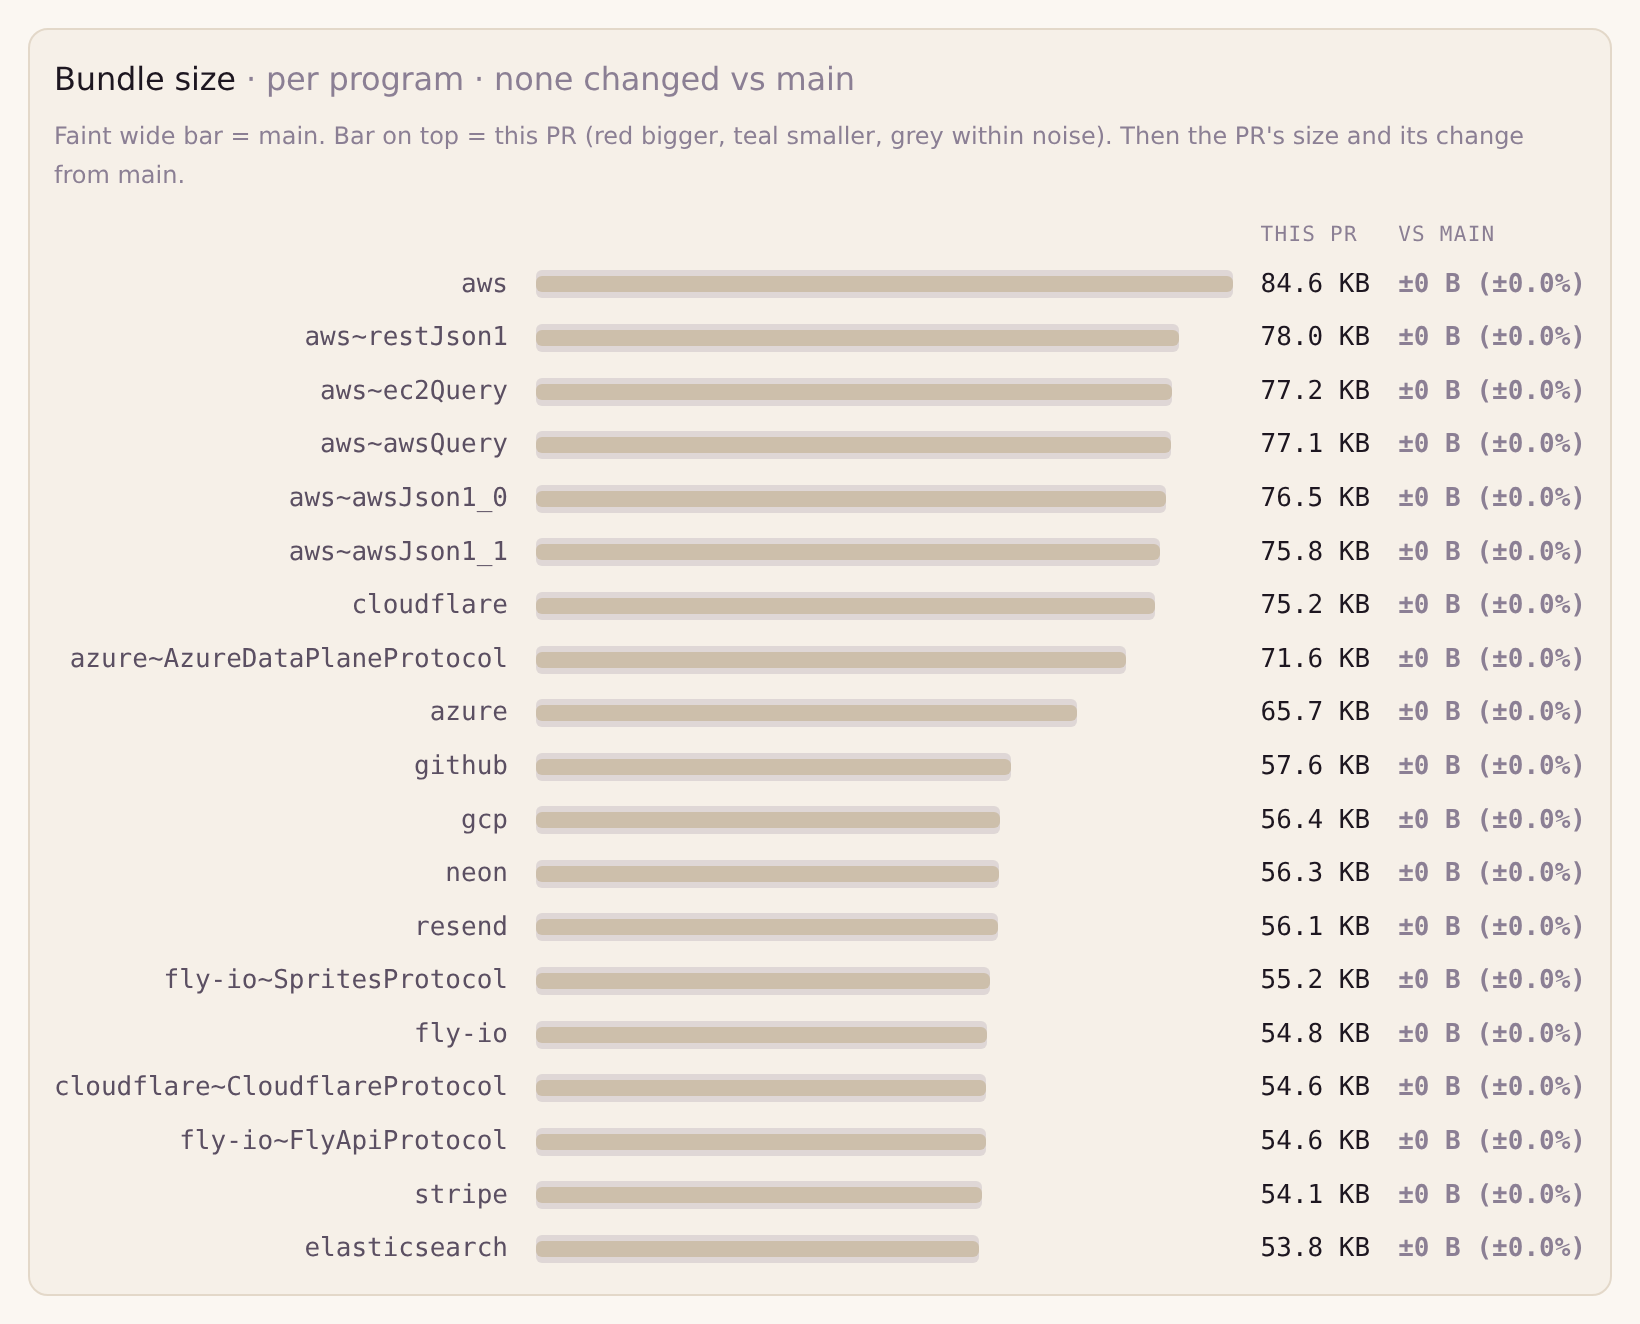 Bundle size · per program · none changed vs main
Faint wide bar = main. Bar on top = this PR (red bigger, teal smaller, grey within noise). Then the PR's size and its change
from main.
THIS PR VS MAIN
aws 84.6 KB ±0 B (±0.0%)
aws~restJson1 78.0 KB ±0 B (±0.0%)
aws~ec2Query 77.2 KB ±0 B (±0.0%)
aws~awsQuery 77.1 KB ±0 B (±0.0%)
aws~awsJson1_0 76.5 KB ±0 B (±0.0%)
aws~awsJson1_1 75.8 KB ±0 B (±0.0%)
cloudflare 75.2 KB ±0 B (±0.0%)
azure~AzureDataPlaneProtocol 71.6 KB ±0 B (±0.0%)
azure 65.7 KB ±0 B (±0.0%)
github 57.6 KB ±0 B (±0.0%)
gcp 56.4 KB ±0 B (±0.0%)
neon 56.3 KB ±0 B (±0.0%)
resend 56.1 KB ±0 B (±0.0%)
fly-io~SpritesProtocol 55.2 KB ±0 B (±0.0%)
fly-io 54.8 KB ±0 B (±0.0%)
cloudflare~CloudflareProtocol 54.6 KB ±0 B (±0.0%)
fly-io~FlyApiProtocol 54.6 KB ±0 B (±0.0%)
stripe 54.1 KB ±0 B (±0.0%)
elasticsearch 53.8 KB ±0 B (±0.0%)